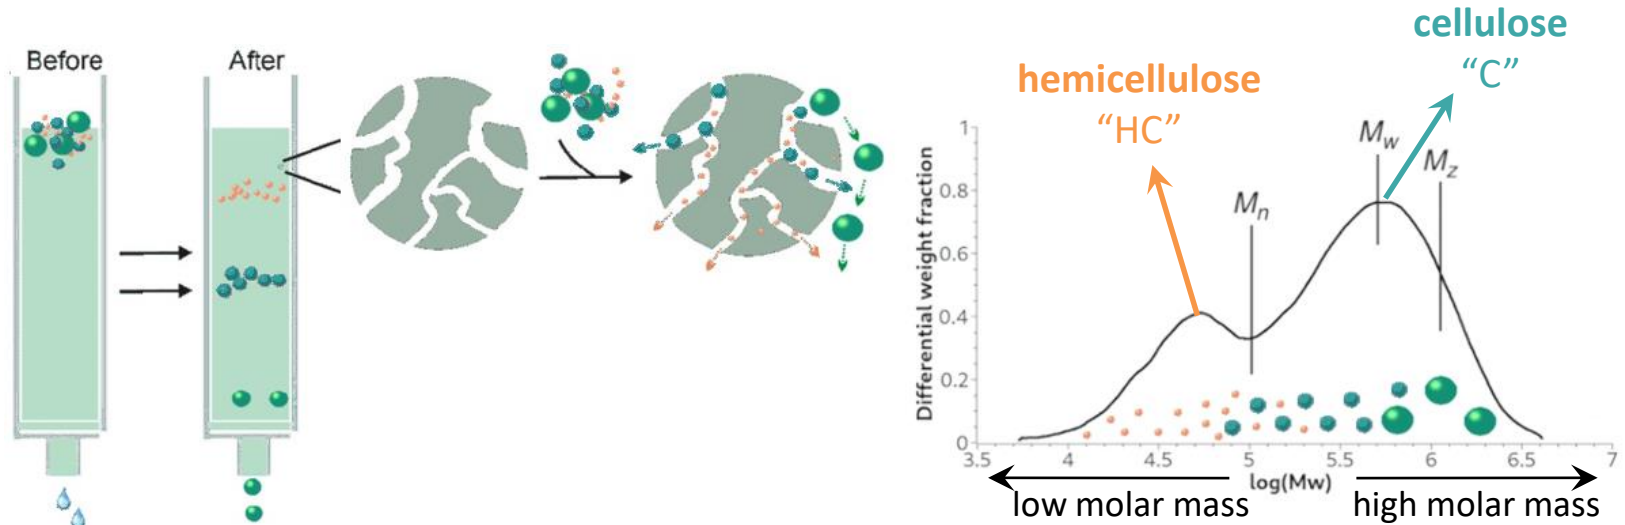 Before
After
hemicellulose
“HC”
cellulose
“C”
Differential weight fraction
1
0.8
0.6
0.4
0.2
0
Mn
Mw
Mz
3.5 4 4.5 5 5.5 6 6.5 7
log(Mw)
low molar mass
high molar mass